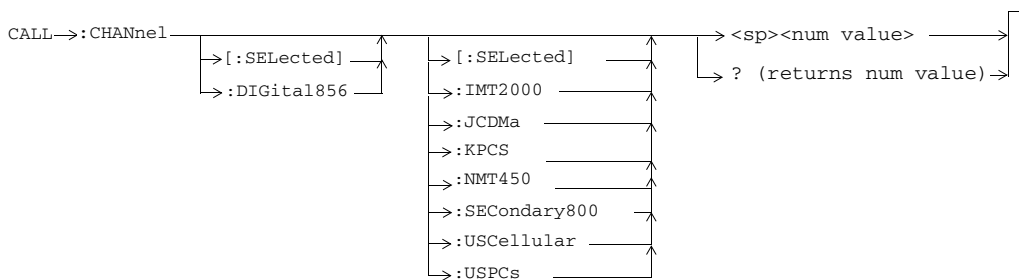 CALL :CHANnel
[:SELected]
:DIGital856
[:SELected]
:IMT2000
:JCDMa
:KPCS
:NMT450
:SECondary800
:USCellular
:USPCs
<sp><num value>
? (returns num value)